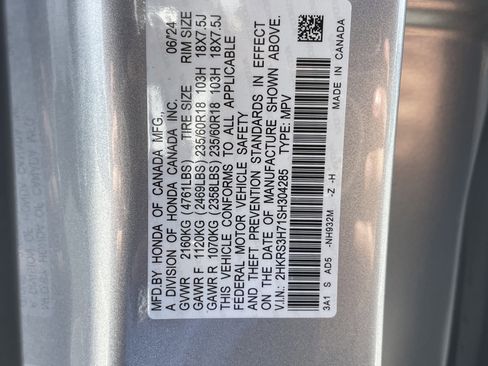 MFD.BY HONDA OF CANADA MFG., 06/24
A DIVISION OF HONDA CANADA INC.
GVWR 2160KG (4761LBS) TIRE SIZE RIM SIZE
GAWR F 1120KG (2469LBS) 235/60R18 103H 18X7.5J
GAWR R 1070KG (2358LBS) 235/60R18 103H 18X7.5J
THIS VEHICLE CONFORMS TO ALL APPLICABLE
FEDERAL MOTOR VEHICLE SAFETY
AND THEFT PREVENTION STANDARDS IN EFFECT
ON THE DATE OF MANUFACTURE SHOWN ABOVE.
V.I.N.: 2HKRS3H71SH304285 TYPE: MPV
3A1 S AD5 -NH932M -Z -H MADE IN CANADA